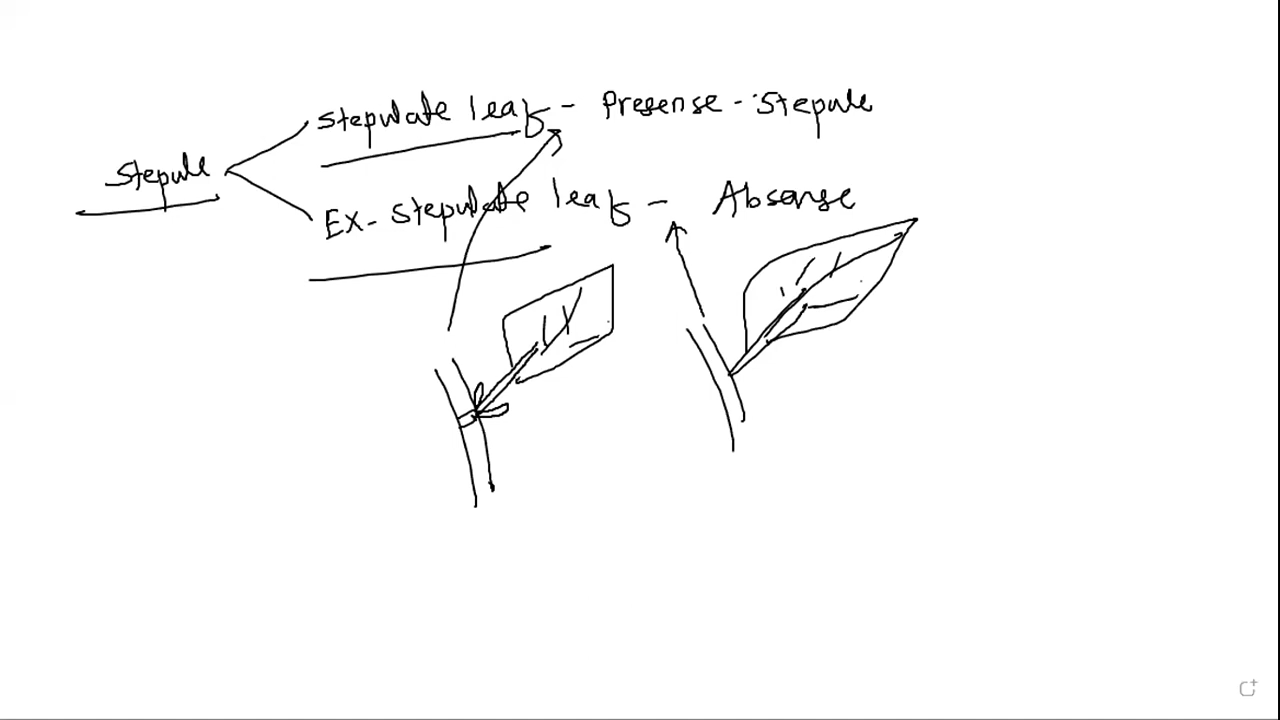 Stepulate leaf - Presense - Stepule
Stepule
Ex- Stepulate leaf - Absense